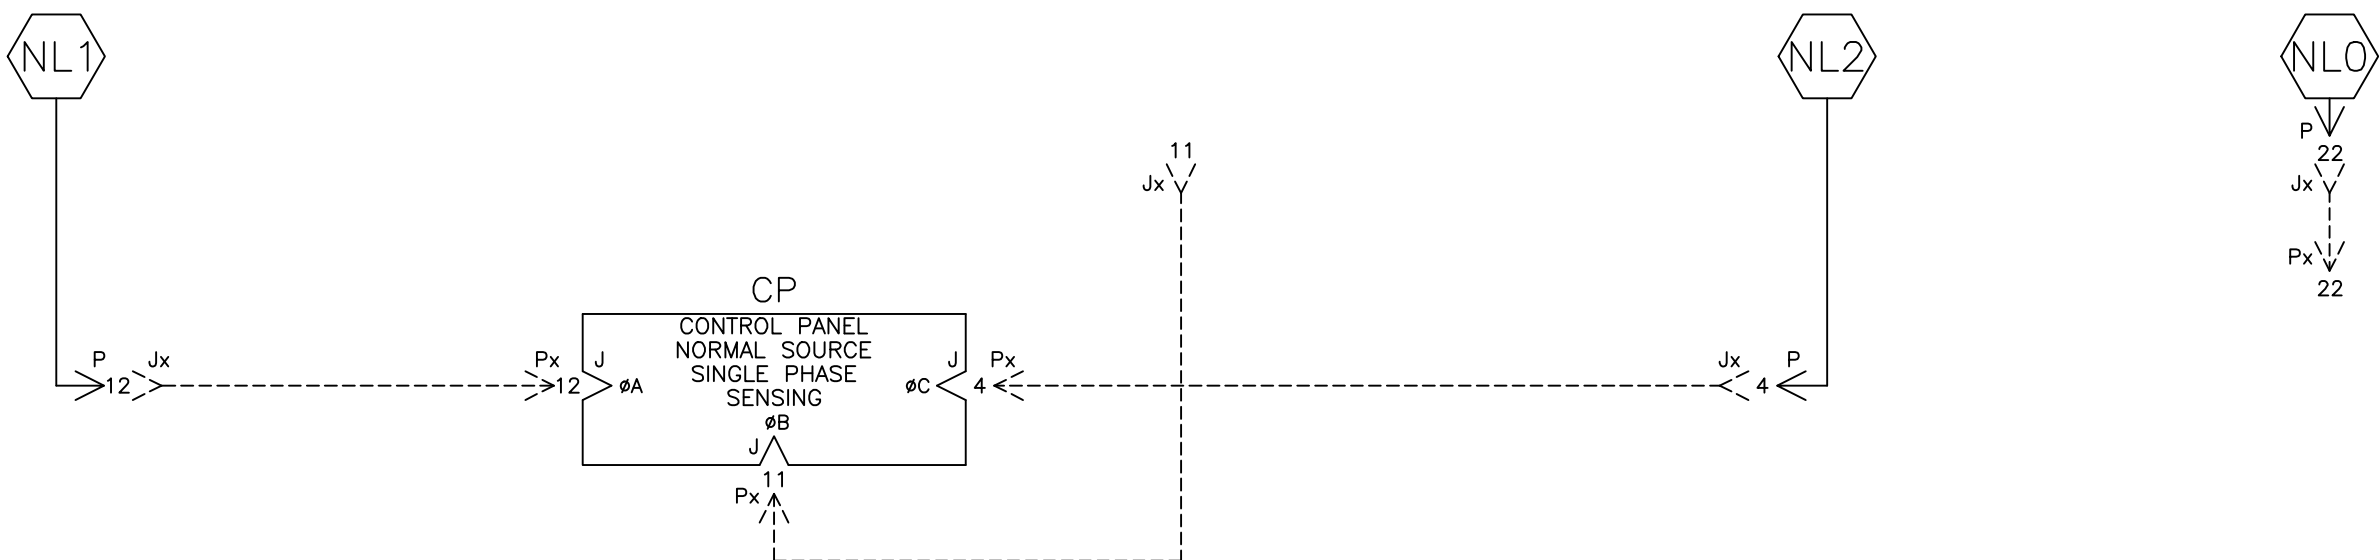 NL1
NL2
NL0
P
22
11
Jx
Jx
Px
22
CP
CONTROL PANEL
NORMAL SOURCE
SINGLE PHASE
SENSING
P
Jx
Px
J
J
Px
Jx
P
12
12
øA
øC
4
4
øB
J
11
Px